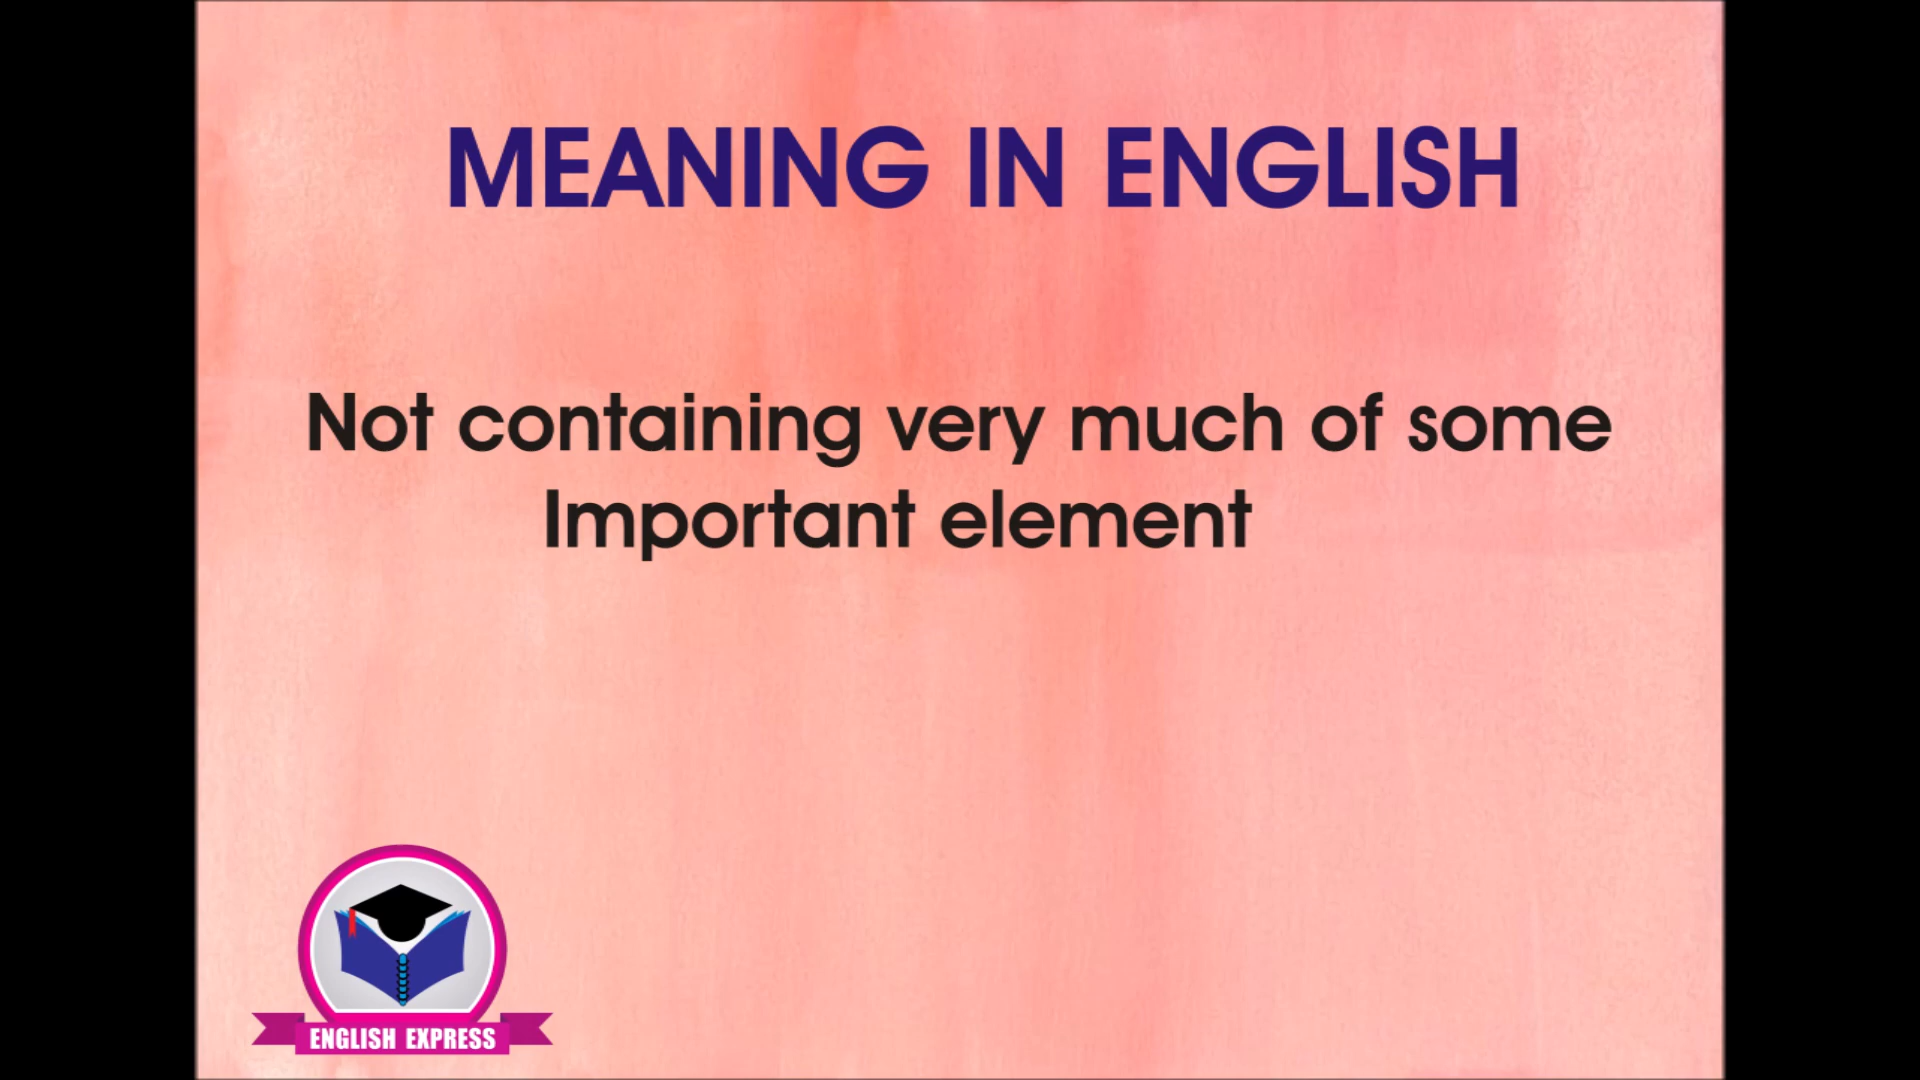 MEANING IN ENGLISH
Not containing very much of some
Important element
ENGLISH EXPRESS